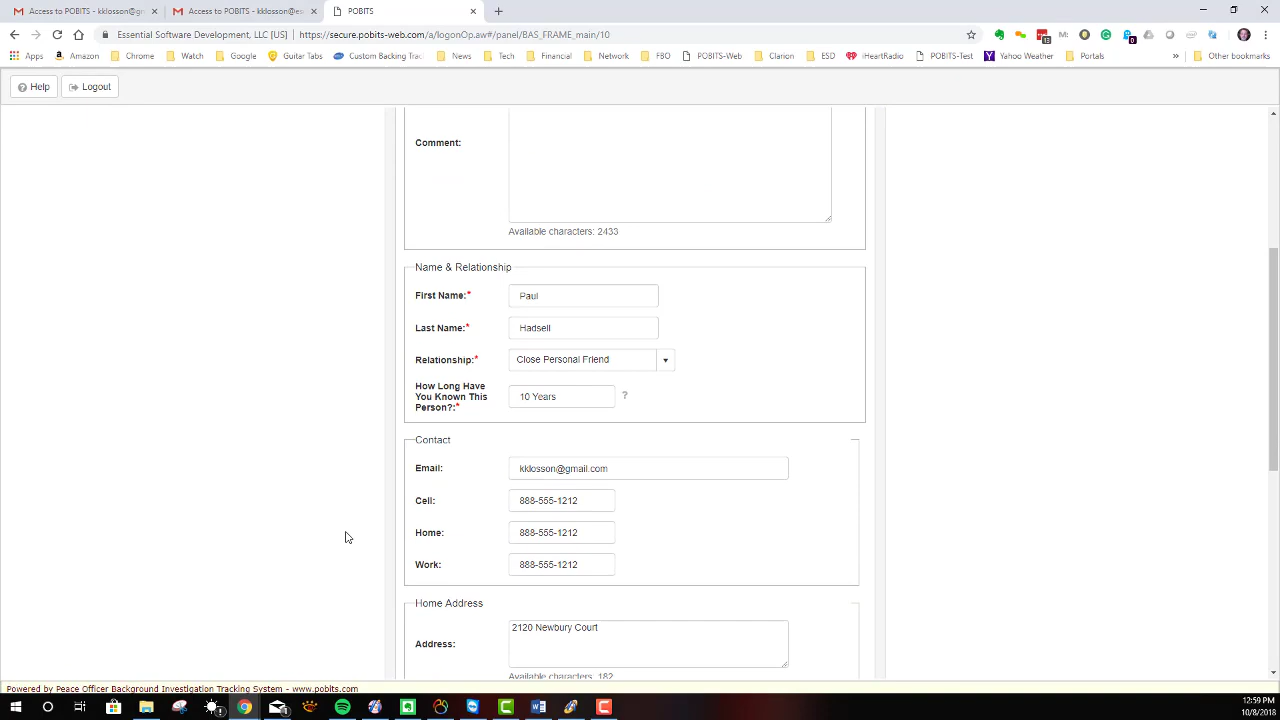 Access to POBITS - kklosson@gm
Access to POBITS - kklosson@es
POBITS
Essential Software Development, LLC [US] | https://secure.pobits-web.com/a/logonOp.aw#/panel/BAS_FRAME_main/10
Apps Amazon Chrome Watch Google Custom Backing Trac News Tech Financial Network FBO POBITS-Web Clarion ESD iHeartRadio POBITS-Test Yahoo Weather Portals » Other bookmarks
Help Logout
Comment:
Available characters: 2433
Name & Relationship
First Name:* Paul
Last Name:* Hadsell
Relationship:* Close Personal Friend
How Long Have
You Known This
Person?:* 10 Years ?
Contact
Email: kklosson@gmail.com
Cell: 888-555-1212
Home: 888-555-1212
Work: 888-555-1212
Home Address
Address: 2120 Newbury Court
Available characters: 182
Powered by Peace Officer Background Investigation Tracking System - www.pobits.com
12:59 PM
10/8/2018